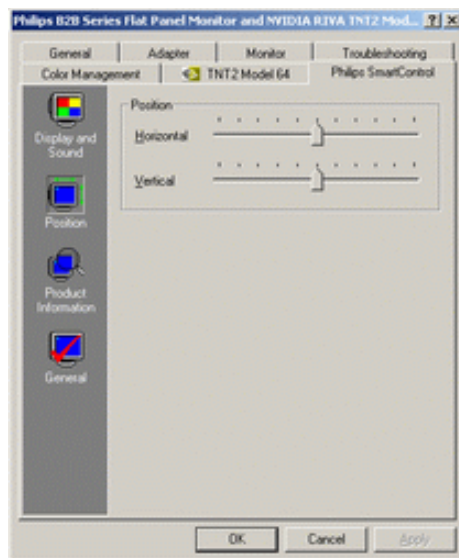 Philips B2B Series Flat Panel Monitor and NVIDIA RIVA TNT2 Mod...
General
Adapter
Monitor
Troubleshooting
Color Management
TNT2 Model 64
Philips SmartControl
Display and
Sound
Position
Product
Information
General
Position
Horizontal
Vertical
OK
Cancel
Apply